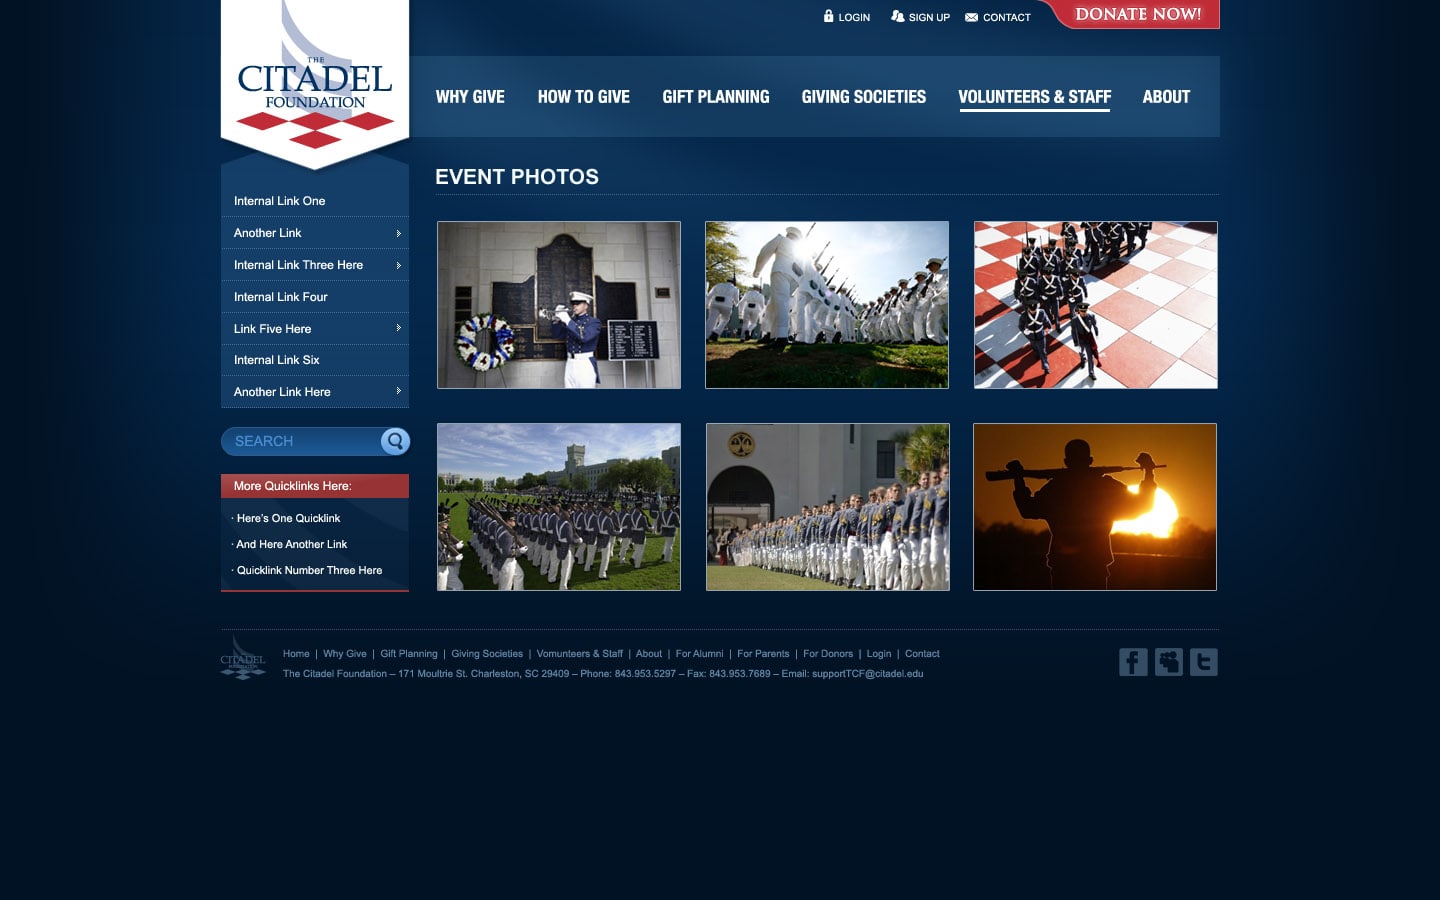 LOGIN
SIGN UP
CONTACT
DONATE NOW!
THE
CITADEL
FOUNDATION
WHY GIVE
HOW TO GIVE
GIFT PLANNING
GIVING SOCIETIES
VOLUNTEERS & STAFF
ABOUT
EVENT PHOTOS
Internal Link One
Another Link
Internal Link Three Here
Internal Link Four
Link Five Here
Internal Link Six
Another Link Here
SEARCH
More Quicklinks Here:
· Here's One Quicklink
· And Here Another Link
· Quicklink Number Three Here
CITADEL
FOUNDATION
Home | Why Give | Gift Planning | Giving Societies | Vomunteers & Staff | About | For Alumni | For Parents | For Donors | Login | Contact
The Citadel Foundation – 171 Moultrie St. Charleston, SC 29409 – Phone: 843.953.5297 – Fax: 843.953.7689 – Email: supportTCF@citadel.edu